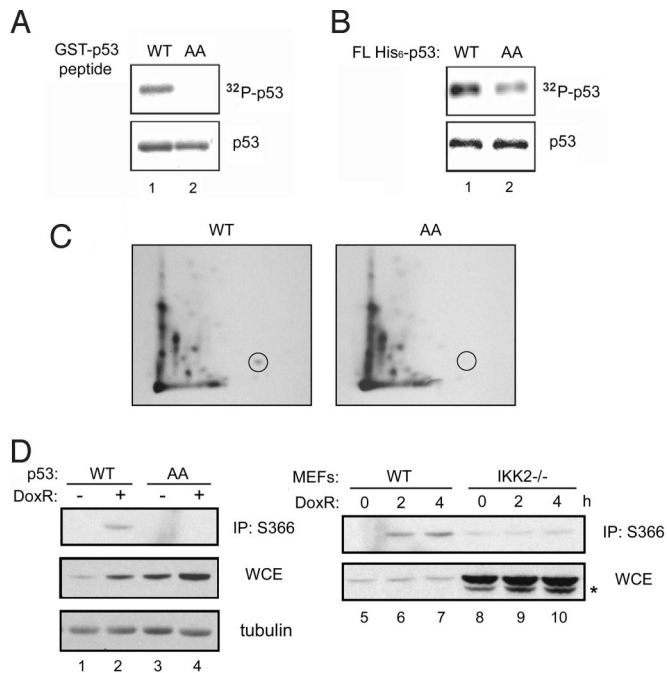 A
GST-p53 peptide
WT AA
32P-p53
p53
1 2
B
FL His6-p53: WT AA
32P-p53
p53
1 2
C
WT AA
D
p53: WT AA
DoxR: - + - +
IP: S366
WCE
tubulin
1 2 3 4
MEFs: WT IKK2-/-
DoxR: 0 2 4 0 2 4 h
IP: S366
WCE
*
5 6 7 8 9 10